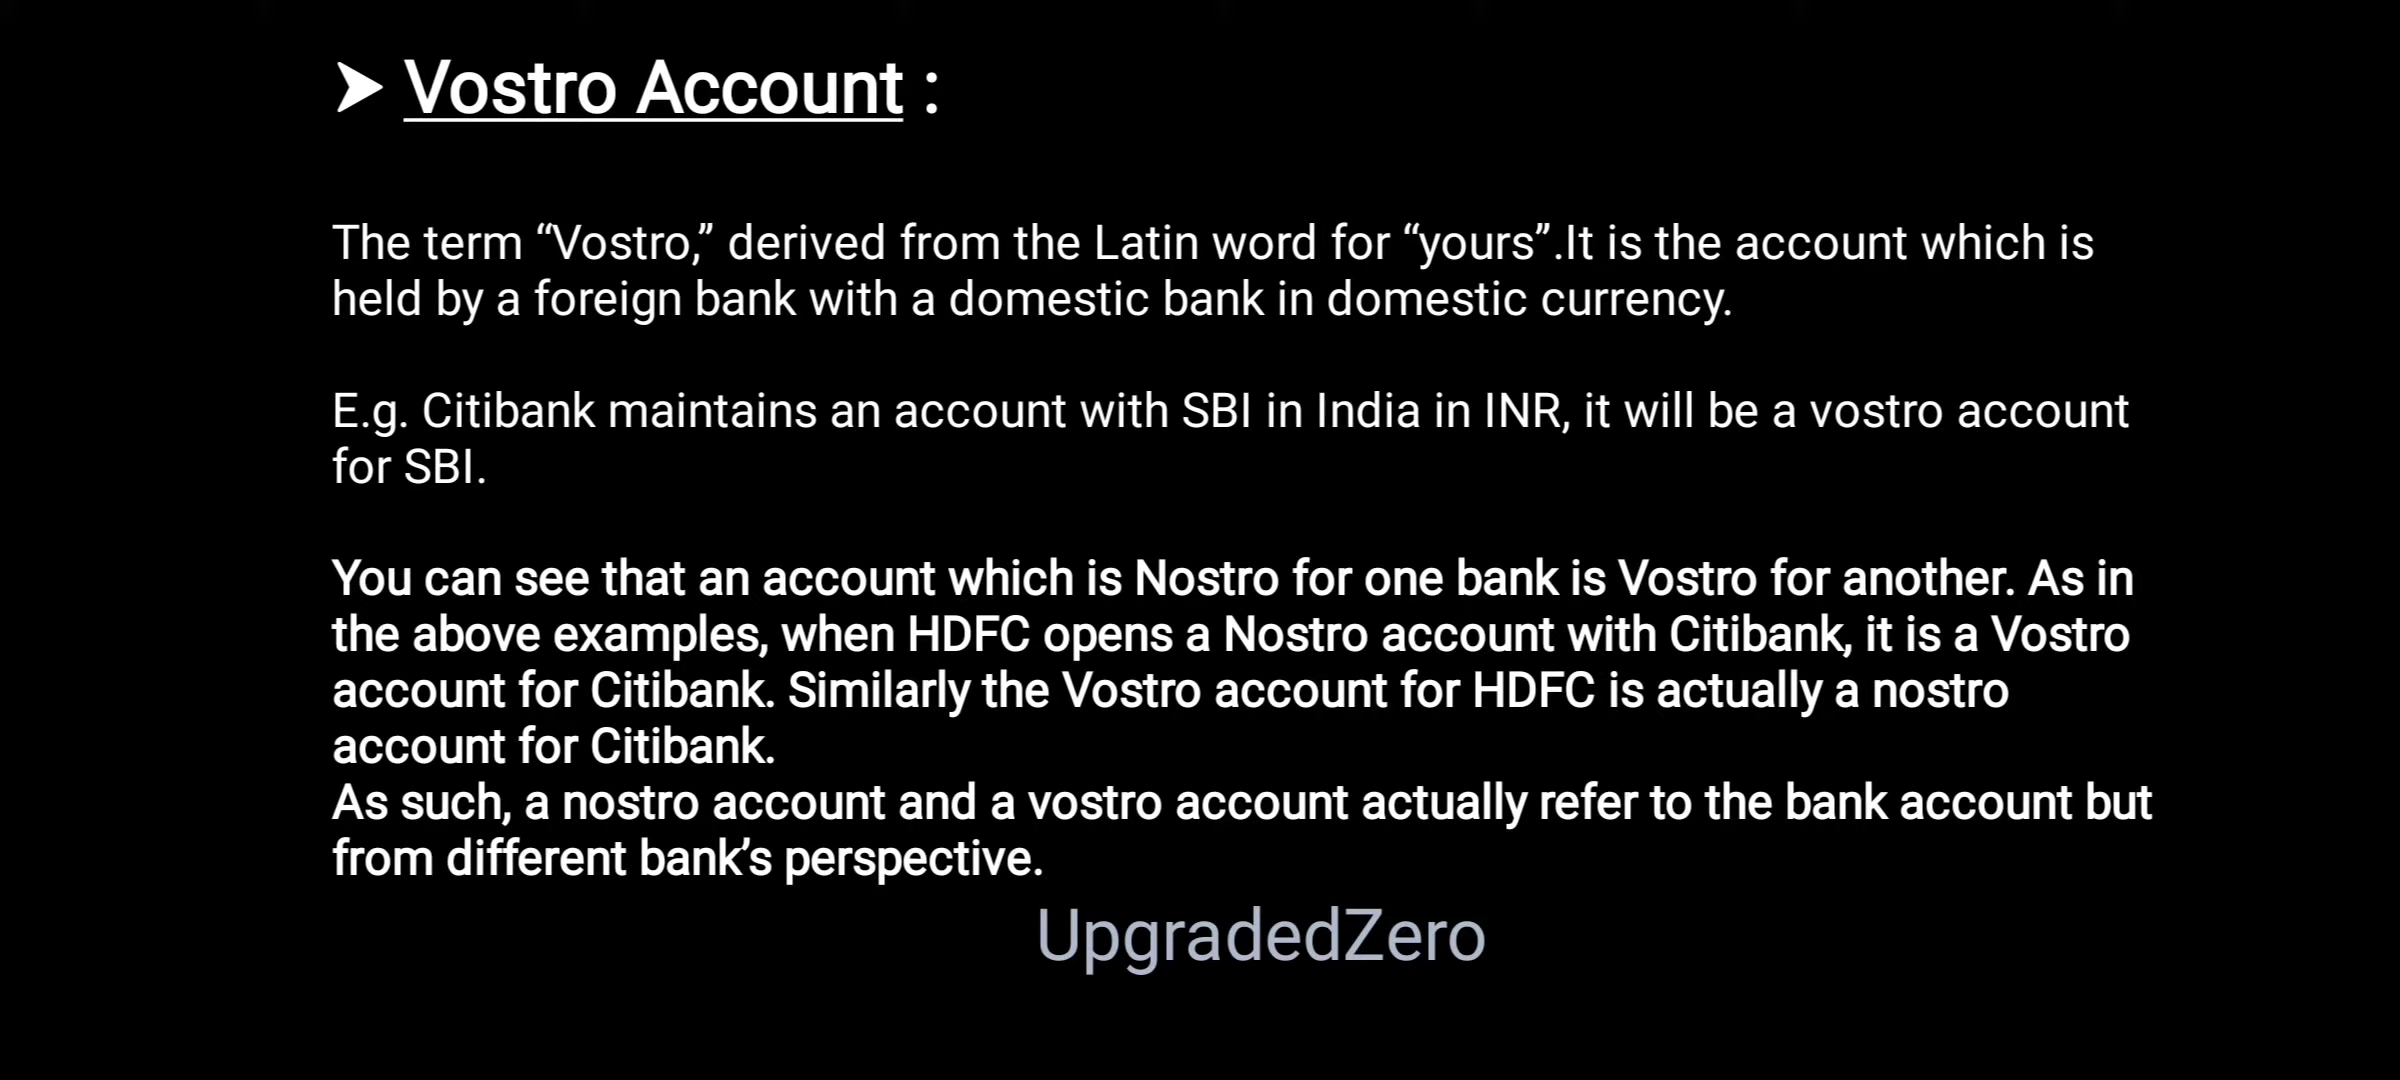 ➤ Vostro Account :
The term “Vostro,” derived from the Latin word for “yours”.It is the account which is
held by a foreign bank with a domestic bank in domestic currency.
E.g. Citibank maintains an account with SBI in India in INR, it will be a vostro account
for SBI.
You can see that an account which is Nostro for one bank is Vostro for another. As in
the above examples, when HDFC opens a Nostro account with Citibank, it is a Vostro
account for Citibank. Similarly the Vostro account for HDFC is actually a nostro
account for Citibank.
As such, a nostro account and a vostro account actually refer to the bank account but
from different bank’s perspective.
UpgradedZero